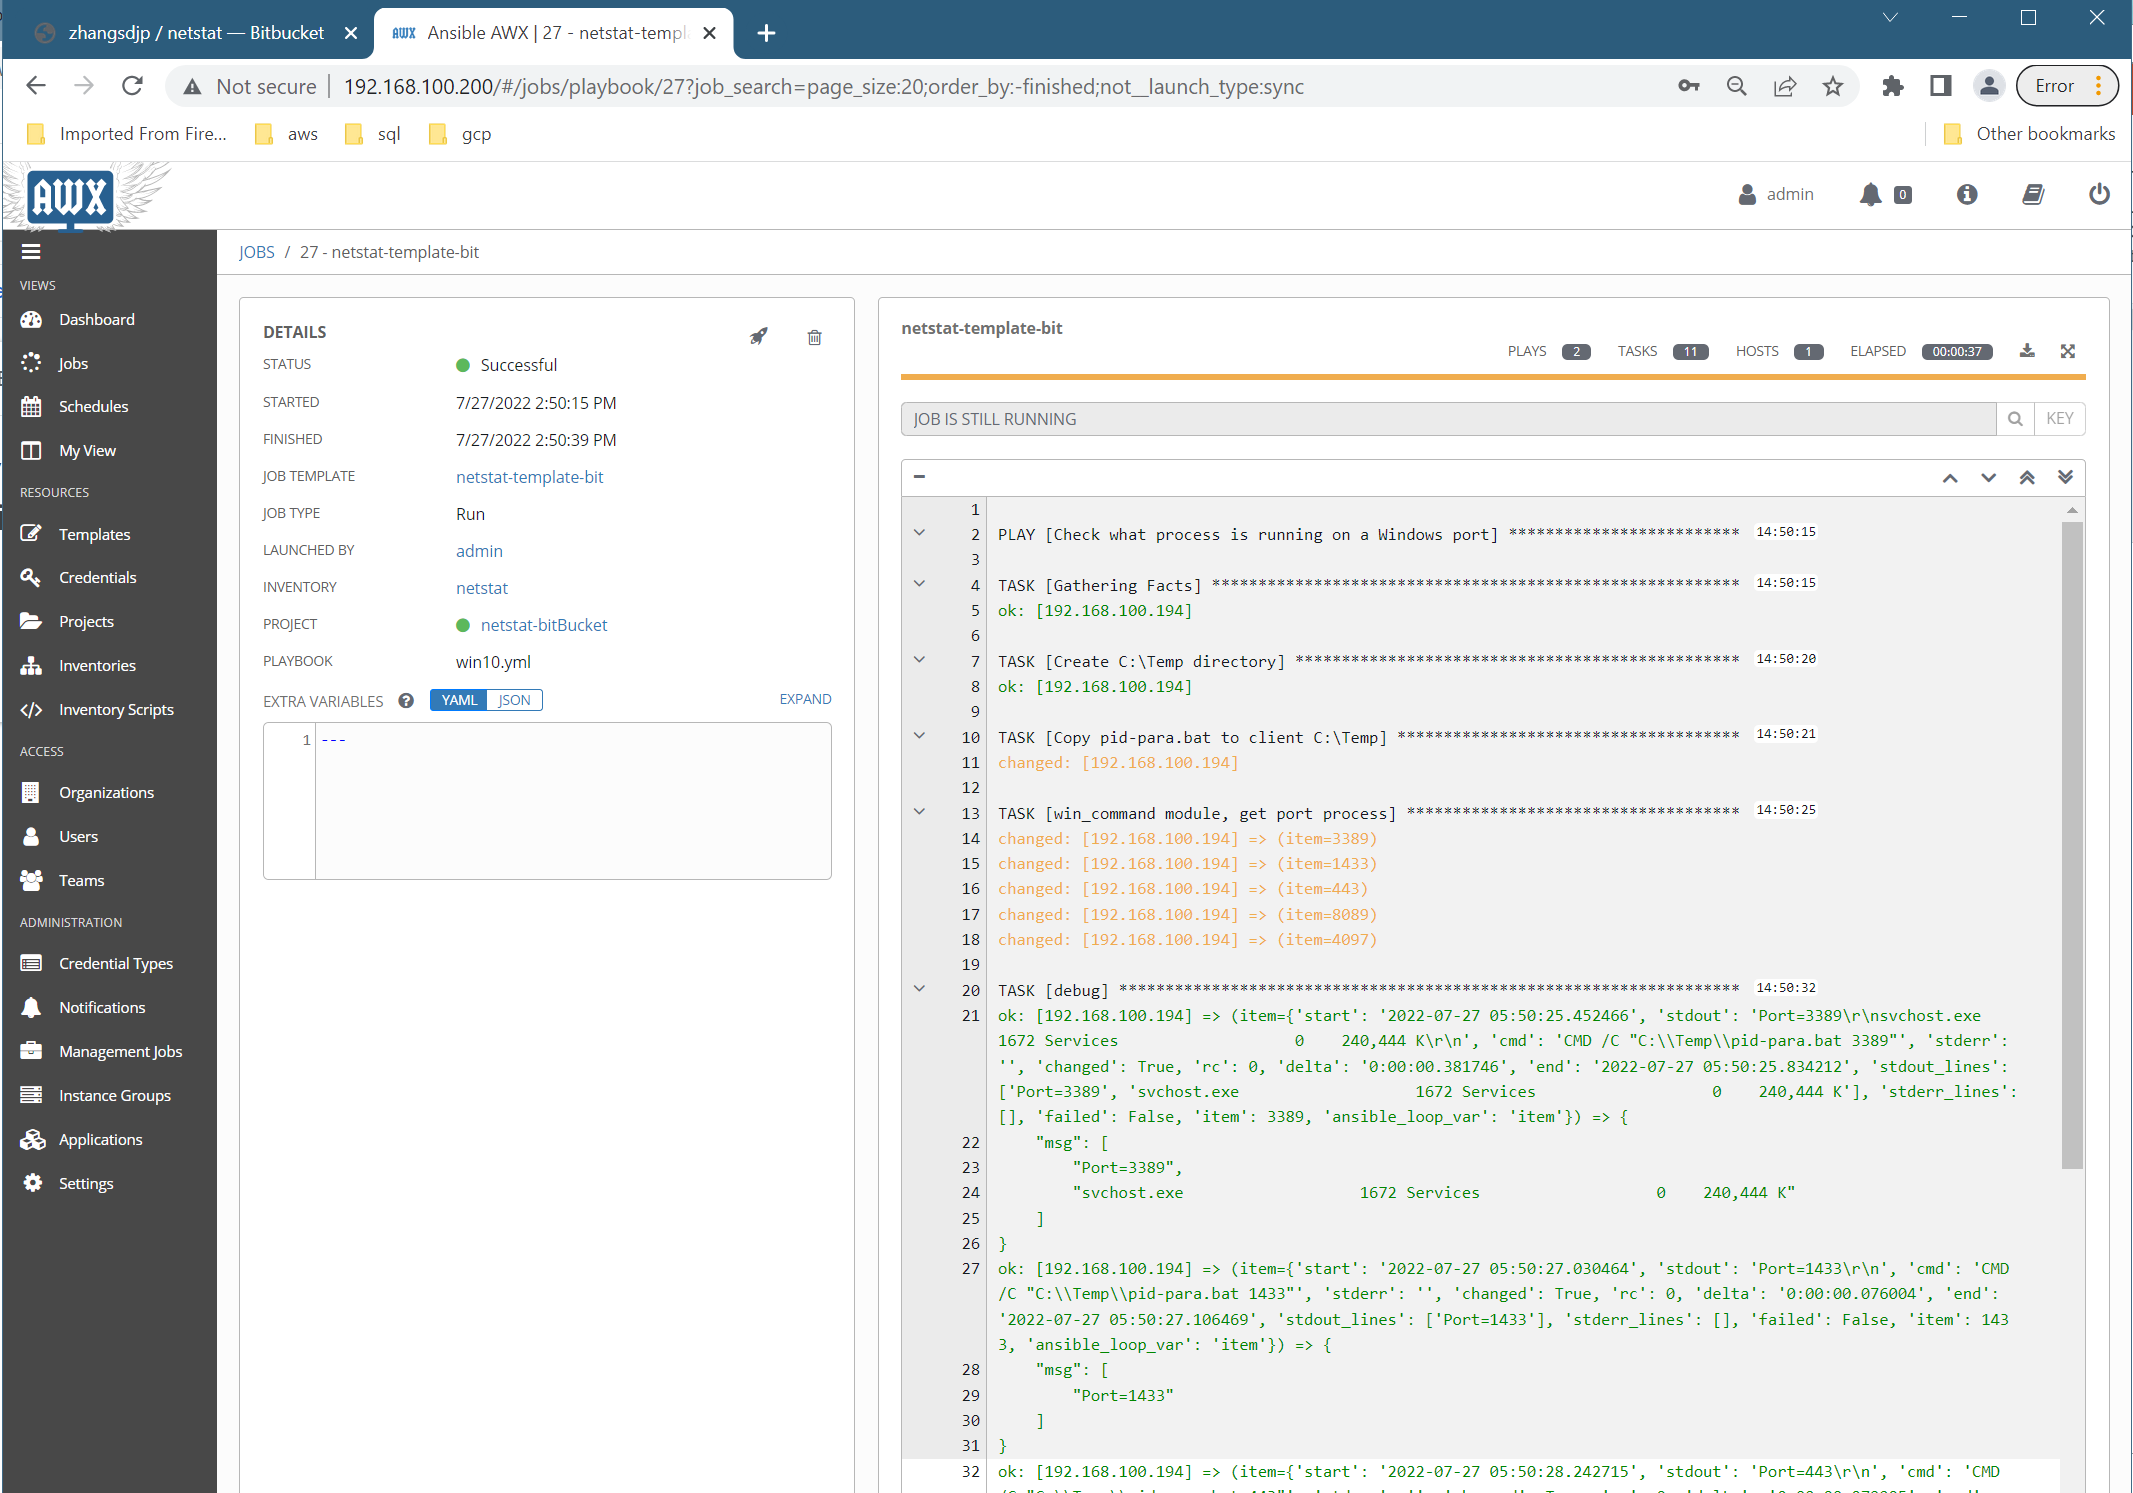 zhangsdjp / netstat — Bitbucket
AWX Ansible AWX | 27 - netstat-templ
Not secure 192.168.100.200/#/jobs/playbook/27?job_search=page_size:20;order_by:-finished;not__launch_type:sync
Error
Imported From Fire... aws sql gcp Other bookmarks
AWX
admin 0
VIEWS
Dashboard
Jobs
Schedules
My View
RESOURCES
Templates
Credentials
Projects
Inventories
Inventory Scripts
ACCESS
Organizations
Users
Teams
ADMINISTRATION
Credential Types
Notifications
Management Jobs
Instance Groups
Applications
Settings
JOBS / 27 - netstat-template-bit
DETAILS
STATUS Successful
STARTED 7/27/2022 2:50:15 PM
FINISHED 7/27/2022 2:50:39 PM
JOB TEMPLATE netstat-template-bit
JOB TYPE Run
LAUNCHED BY admin
INVENTORY netstat
PROJECT netstat-bitBucket
PLAYBOOK win10.yml
EXTRA VARIABLES ? YAML JSON EXPAND
1 ---
netstat-template-bit
PLAYS 2 TASKS 11 HOSTS 1 ELAPSED 00:00:37
JOB IS STILL RUNNING KEY
1
2 PLAY [Check what process is running on a Windows port] ************************* 14:50:15
3
4 TASK [Gathering Facts] ********************************************************* 14:50:15
5 ok: [192.168.100.194]
6
7 TASK [Create C:\Temp directory] ************************************************ 14:50:20
8 ok: [192.168.100.194]
9
10 TASK [Copy pid-para.bat to client C:\Temp] ************************************* 14:50:21
11 changed: [192.168.100.194]
12
13 TASK [win_command module, get port process] ************************************ 14:50:25
14 changed: [192.168.100.194] => (item=3389)
15 changed: [192.168.100.194] => (item=1433)
16 changed: [192.168.100.194] => (item=443)
17 changed: [192.168.100.194] => (item=8089)
18 changed: [192.168.100.194] => (item=4097)
19
20 TASK [debug] ******************************************************************* 14:50:32
21 ok: [192.168.100.194] => (item={'start': '2022-07-27 05:50:25.452466', 'stdout': 'Port=3389\r\nsvchost.exe
1672 Services 0 240,444 K\r\n', 'cmd': 'CMD /C "C:\\Temp\\pid-para.bat 3389"', 'stderr':
'', 'changed': True, 'rc': 0, 'delta': '0:00:00.381746', 'end': '2022-07-27 05:50:25.834212', 'stdout_lines':
['Port=3389', 'svchost.exe 1672 Services 0 240,444 K'], 'stderr_lines':
[], 'failed': False, 'item': 3389, 'ansible_loop_var': 'item'}) => {
22 "msg": [
23 "Port=3389",
24 "svchost.exe 1672 Services 0 240,444 K"
25 ]
26 }
27 ok: [192.168.100.194] => (item={'start': '2022-07-27 05:50:27.030464', 'stdout': 'Port=1433\r\n', 'cmd': 'CMD
/C "C:\\Temp\\pid-para.bat 1433"', 'stderr': '', 'changed': True, 'rc': 0, 'delta': '0:00:00.076004', 'end':
'2022-07-27 05:50:27.106469', 'stdout_lines': ['Port=1433'], 'stderr_lines': [], 'failed': False, 'item': 143
3, 'ansible_loop_var': 'item'}) => {
28 "msg": [
29 "Port=1433"
30 ]
31 }
32 ok: [192.168.100.194] => (item={'start': '2022-07-27 05:50:28.242715', 'stdout': 'Port=443\r\n', 'cmd': 'CMD